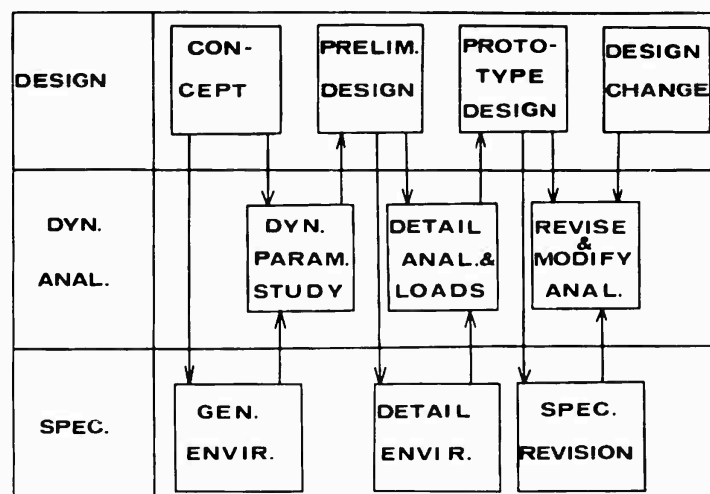 DESIGN
CON-
CEPT
PRELIM.
DESIGN
PROTO-
TYPE
DESIGN
DESIGN
CHANGE
DYN.
ANAL.
DYN.
PARAM.
STUDY
DETAIL
ANAL.&
LOADS
REVISE
&
MODIFY
ANAL.
SPEC.
GEN.
ENVIR.
DETAIL
ENVIR.
SPEC.
REVISION